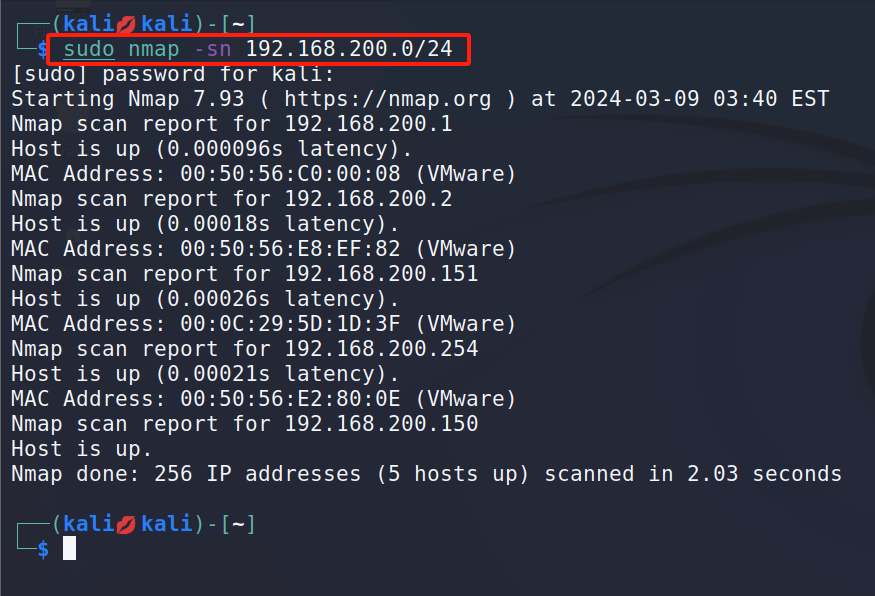 (kali💋kali)-[~]
$ sudo nmap -sn 192.168.200.0/24
[sudo] password for kali:
Starting Nmap 7.93 ( https://nmap.org ) at 2024-03-09 03:40 EST
Nmap scan report for 192.168.200.1
Host is up (0.000096s latency).
MAC Address: 00:50:56:C0:00:08 (VMware)
Nmap scan report for 192.168.200.2
Host is up (0.00018s latency).
MAC Address: 00:50:56:E8:EF:82 (VMware)
Nmap scan report for 192.168.200.151
Host is up (0.00026s latency).
MAC Address: 00:0C:29:5D:1D:3F (VMware)
Nmap scan report for 192.168.200.254
Host is up (0.00021s latency).
MAC Address: 00:50:56:E2:80:0E (VMware)
Nmap scan report for 192.168.200.150
Host is up.
Nmap done: 256 IP addresses (5 hosts up) scanned in 2.03 seconds
(kali💋kali)-[~]
$